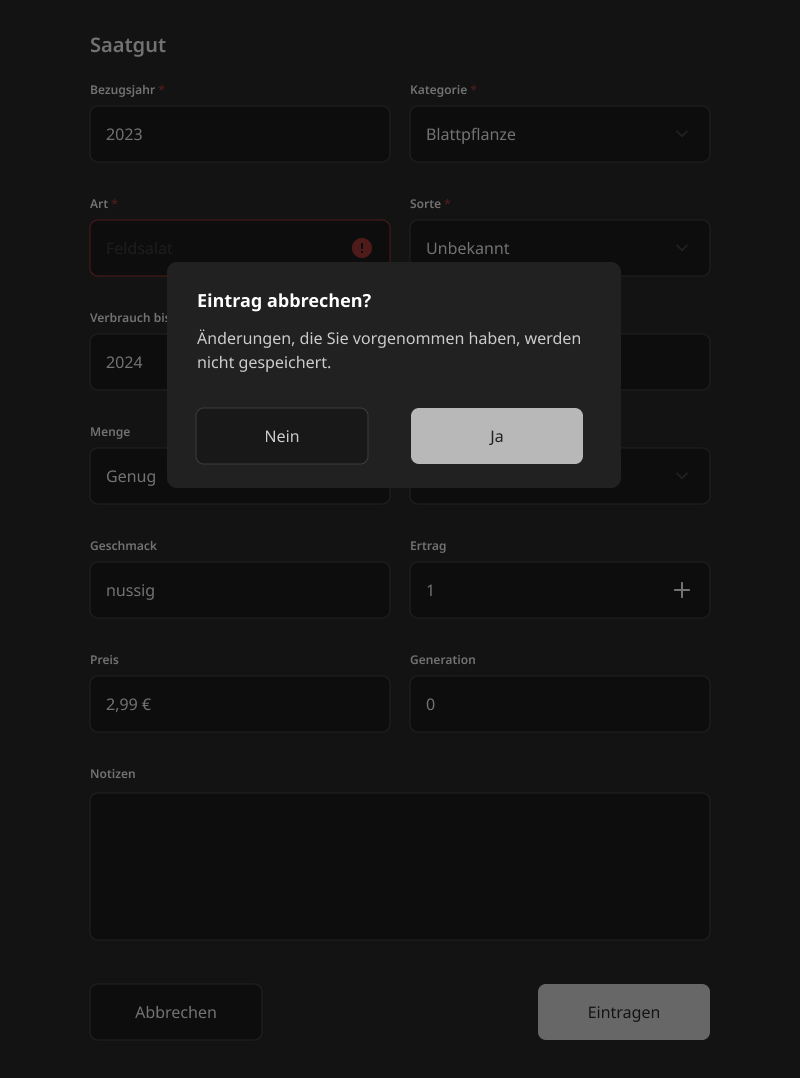 Saatgut
Bezugsjahr * Kategorie *
2023 Blattpflanze
Art * Sorte *
Feldsalat ! Unbekannt
Eintrag abbrechen?
Verbrauch bis
Änderungen, die Sie vorgenommen haben, werden
2024 nicht gespeichert.
Menge
Nein Ja
Genug
Geschmack Ertrag
nussig 1
Preis Generation
2,99 € 0
Notizen
Abbrechen Eintragen